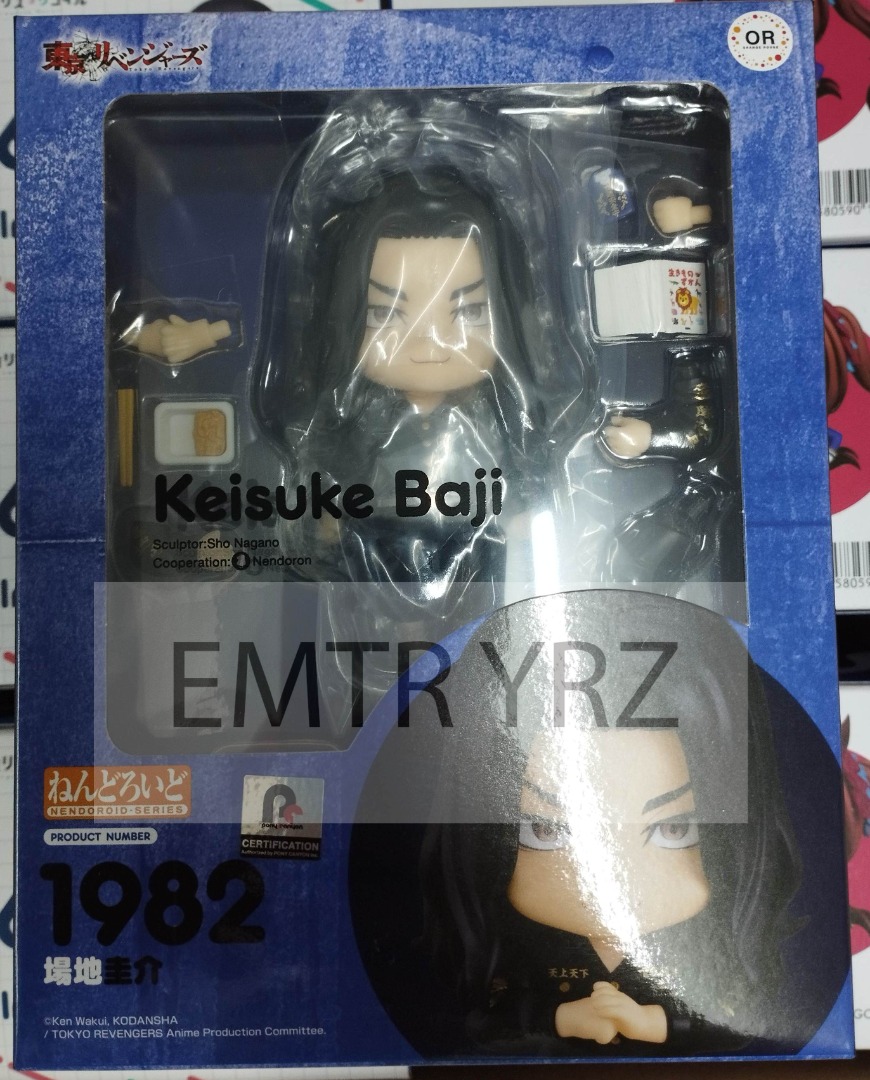 東京リベンジャーズ
OR
ORANGE ROUGE
Keisuke Baji
Sculptor:Sho Nagano
Cooperation: Nendoron
EMTR YRZ
ねんどろいど
NENDOROID·SERIES
CERTIFICATION
PRODUCT NUMBER
1982
場地圭介
天上天下
©Ken Wakui, KODANSHA
/ TOKYO REVENGERS Anime Production Committee.